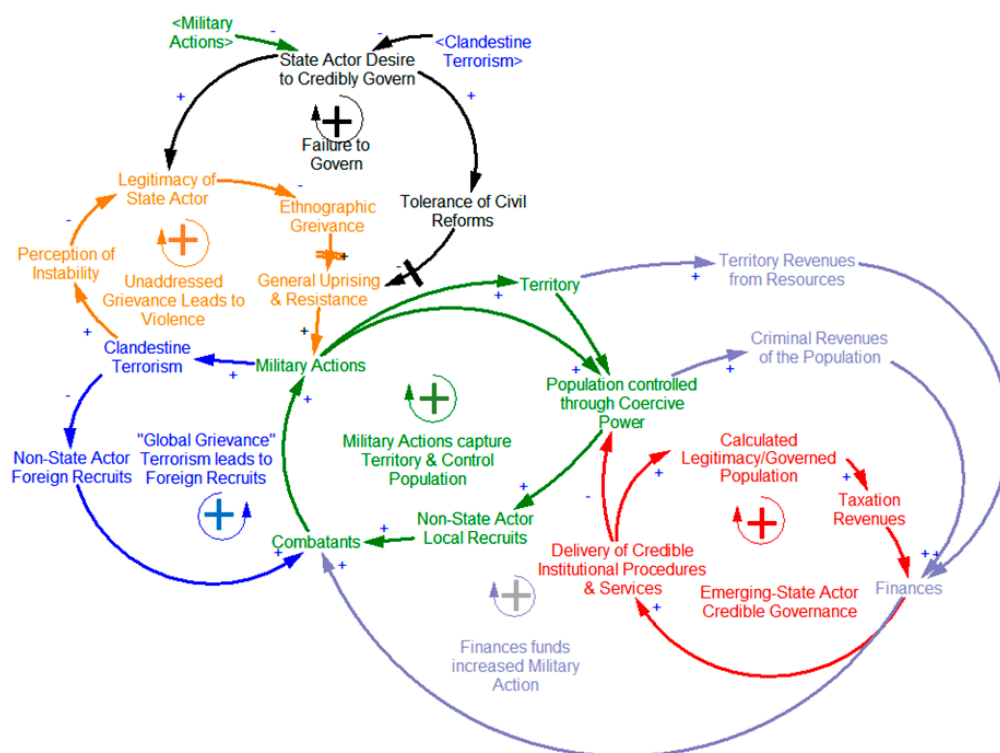 <Military
Actions>
-
-
<Clandestine
Terrorism>
State Actor Desire
to Credibly Govern
+
+
Failure to
Govern
Legitimacy of
State Actor
-
Ethnographic
Greivance
Tolerance of Civil
Reforms
-
+
-
Perception of
Instability
Unaddressed
Grievance Leads to
Violence
General Uprising
& Resistance
Territory
+
+
Territory Revenues
from Resources
+
+
Clandestine
Terrorism
+
Military Actions
Criminal Revenues
of the Population
-
+
+
+
Population controlled
through Coercive
Power
Non-State Actor
Foreign Recruits
"Global Grievance"
Terrorism leads to
Foreign Recruits
Military Actions capture
Territory & Control
Population
Calculated
Legitimacy/Governed
Population
+
+
-
+
Taxation
Revenues
Non-State Actor
Local Recruits
+
Combatants
+
+
Delivery of Credible
Institutional Procedures
& Services
+
Emerging-State Actor
Credible Governance
++
Finances
Finances funds
increased Military
Action